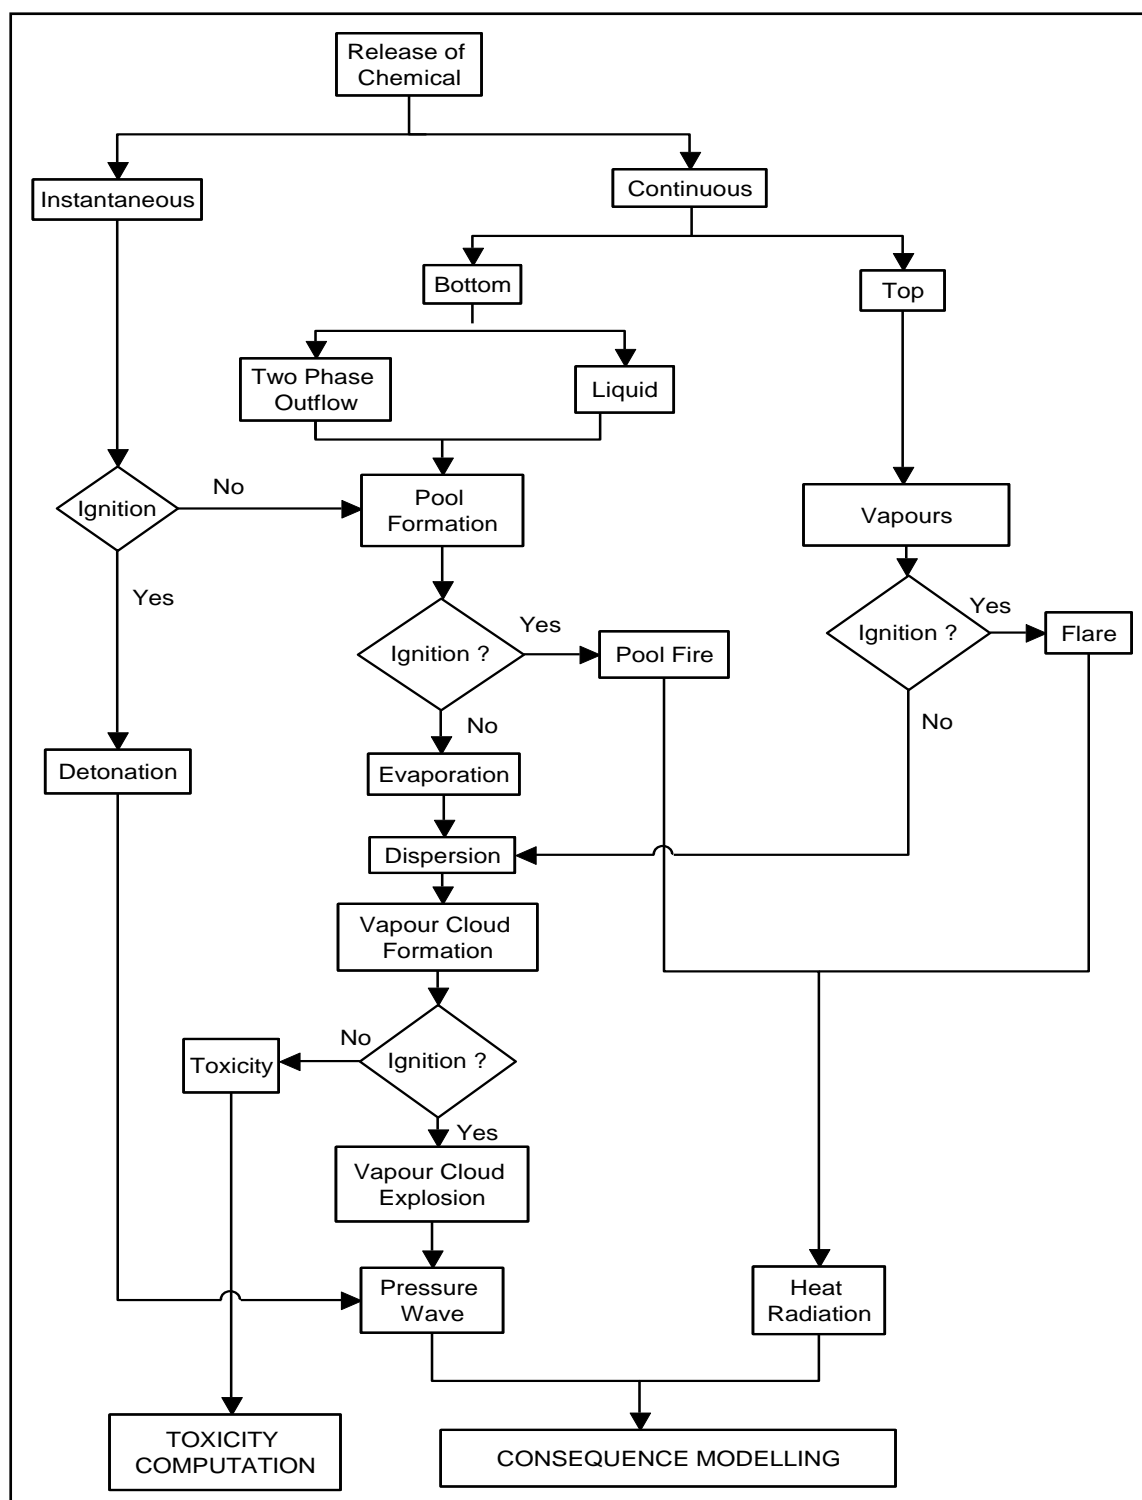 Release of
Chemical
Instantaneous
Continuous
Bottom
Top
Two Phase
Outflow
Liquid
Ignition
No
Pool
Formation
Vapours
Yes
Ignition ?
Yes
Pool Fire
Ignition ?
Yes
Flare
No
No
Detonation
Evaporation
Dispersion
Vapour Cloud
Formation
No
Toxicity
Ignition ?
Yes
Vapour Cloud
Explosion
Pressure
Wave
Heat
Radiation
TOXICITY
COMPUTATION
CONSEQUENCE MODELLING